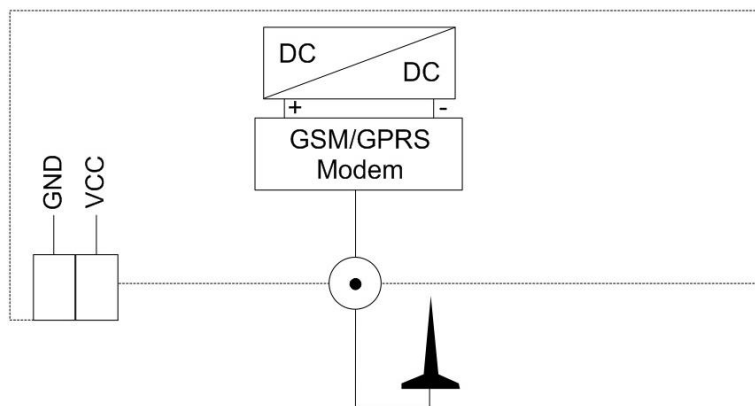 DC
DC
+ -
GSM/GPRS
Modem
GND
VCC